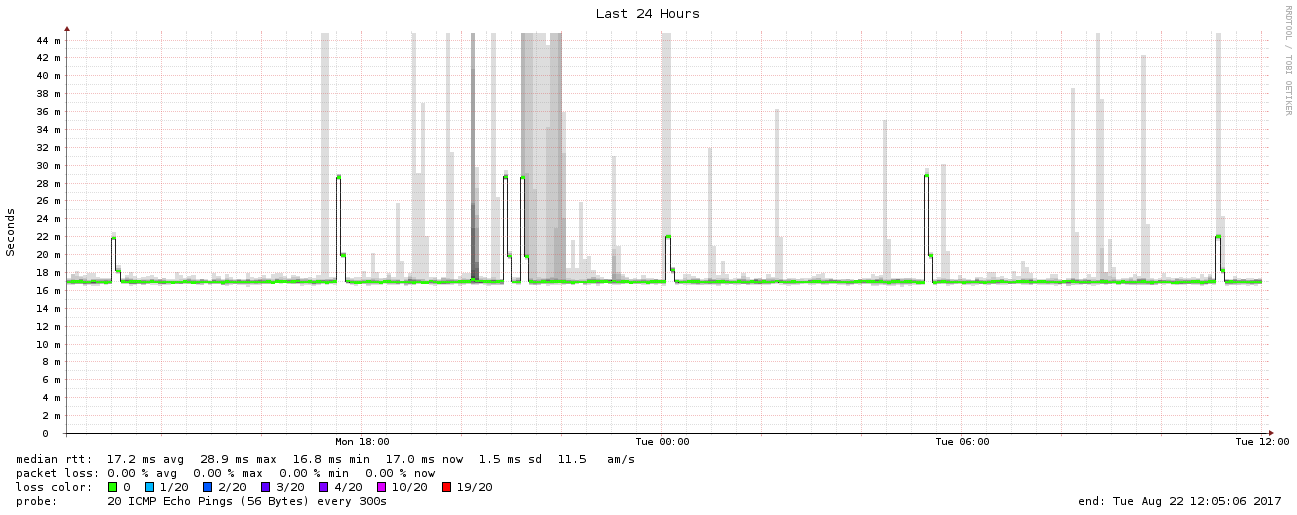 Last 24 Hours
RRDTOOL / TOBI OETIKER
Seconds
44 m
42 m
40 m
38 m
36 m
34 m
32 m
30 m
28 m
26 m
24 m
22 m
20 m
18 m
16 m
14 m
12 m
10 m
8 m
6 m
4 m
2 m
0
Mon 18:00 Tue 00:00 Tue 06:00 Tue 12:00
median rtt: 17.2 ms avg 28.9 ms max 16.8 ms min 17.0 ms now 1.5 ms sd 11.5 am/s
packet loss: 0.00 % avg 0.00 % max 0.00 % min 0.00 % now
loss color: 0 1/20 2/20 3/20 4/20 10/20 19/20
probe: 20 ICMP Echo Pings (56 Bytes) every 300s end: Tue Aug 22 12:05:06 2017